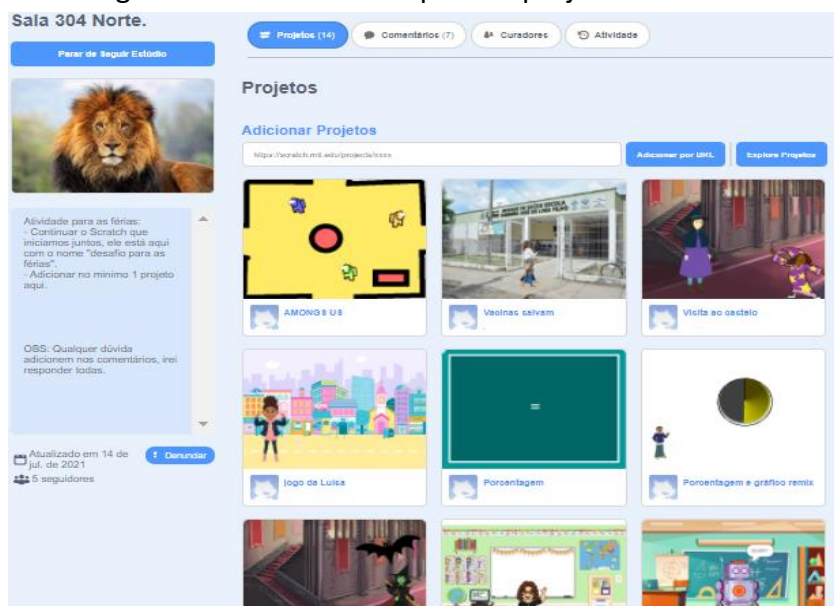 Sala 304 Norte.
Parar de Seguir Estúdio
Projetos (14)
Comentários (7)
Curadores
Atividade
Projetos
Adicionar Projetos
https://scratch.mit.edu/projects/xxxx
Adicionar por URL
Explore Projetos
Atividade para as férias:
- Continuar o Scratch que
iniciamos juntos, ele está aqui
com o nome "desafio para as
férias".
- Adicionar no mínimo 1 projeto
aqui.
OBS: Qualquer dúvida
adicionem nos comentários, irei
responder todas.
Atualizado em 14 de
jul. de 2021
Denunciar
5 seguidores
AMONGS US
Vacinas salvam
Visita ao castelo
jogo da Luisa
=
Porcentagem
Porcentagem e gráfico remix